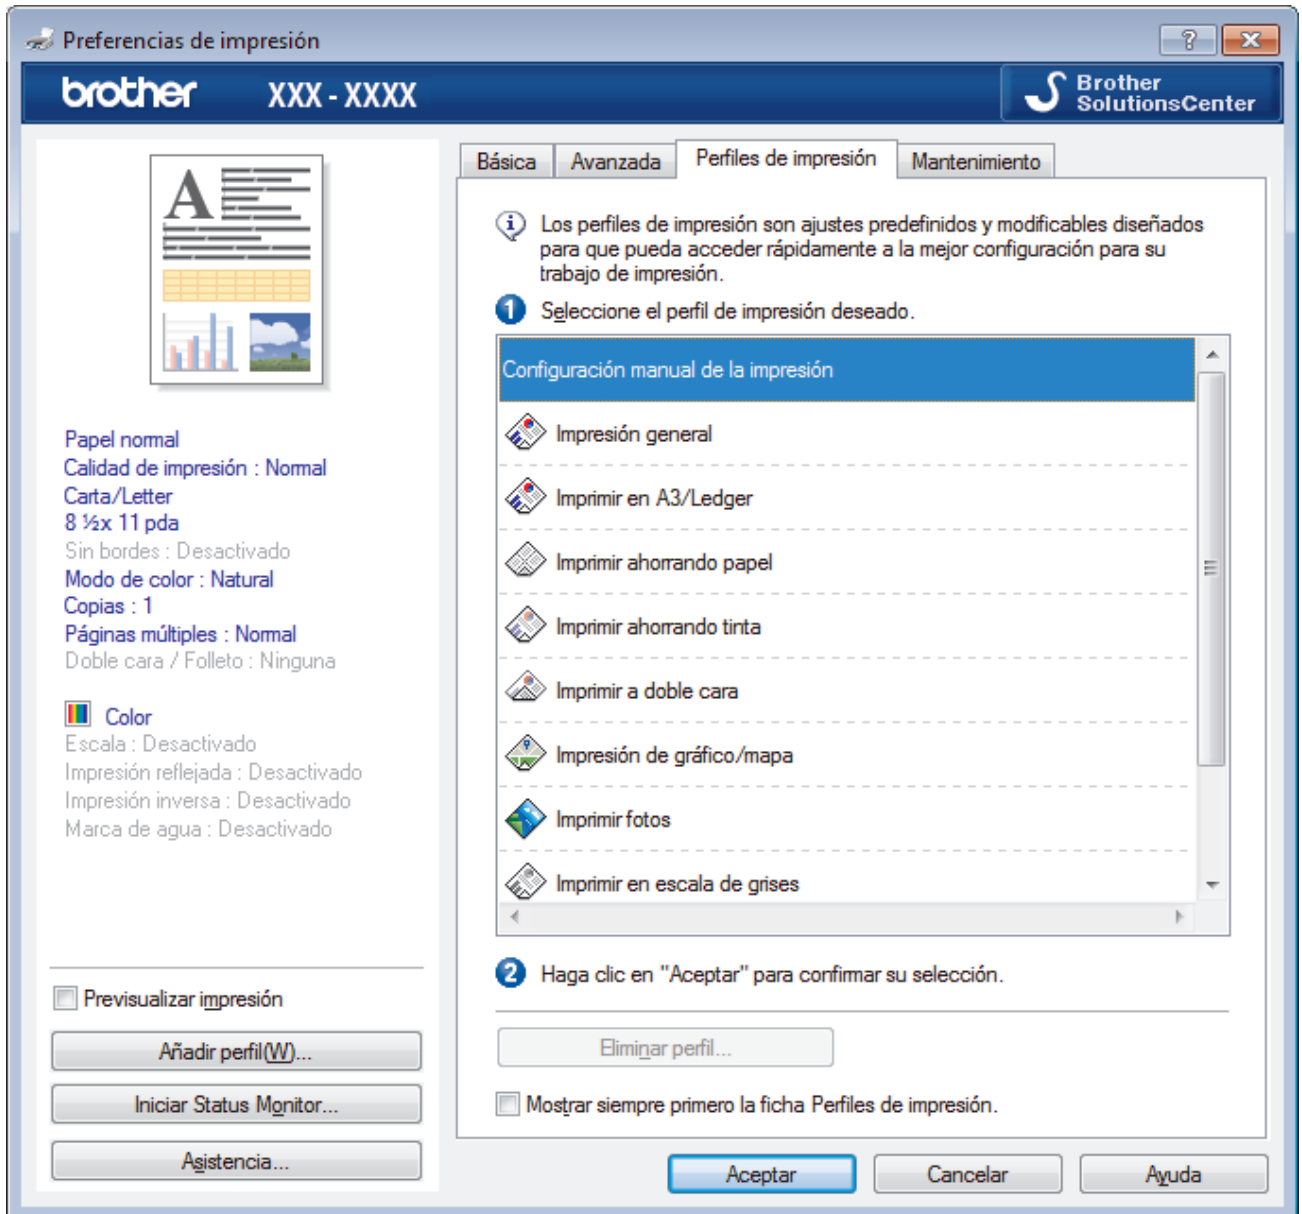 Preferencias de impresión
brother XXX - XXXX
Brother
SolutionsCenter
Básica Avanzada Perfiles de impresión Mantenimiento
A
Los perfiles de impresión son ajustes predefinidos y modificables diseñados
para que pueda acceder rápidamente a la mejor configuración para su
trabajo de impresión.
1 Seleccione el perfil de impresión deseado.
Configuración manual de la impresión
Impresión general
Imprimir en A3/Ledger
Imprimir ahorrando papel
Imprimir ahorrando tinta
Imprimir a doble cara
Impresión de gráfico/mapa
Imprimir fotos
Imprimir en escala de grises
2 Haga clic en "Aceptar" para confirmar su selección.
Eliminar perfil...
Mostrar siempre primero la ficha Perfiles de impresión.
Papel normal
Calidad de impresión : Normal
Carta/Letter
8 ½x 11 pda
Sin bordes : Desactivado
Modo de color : Natural
Copias : 1
Páginas múltiples : Normal
Doble cara / Folleto : Ninguna
Color
Escala : Desactivado
Impresión reflejada : Desactivado
Impresión inversa : Desactivado
Marca de agua : Desactivado
Previsualizar impresión
Añadir perfil(W)...
Iniciar Status Monitor...
Asistencia...
Aceptar Cancelar Ayuda